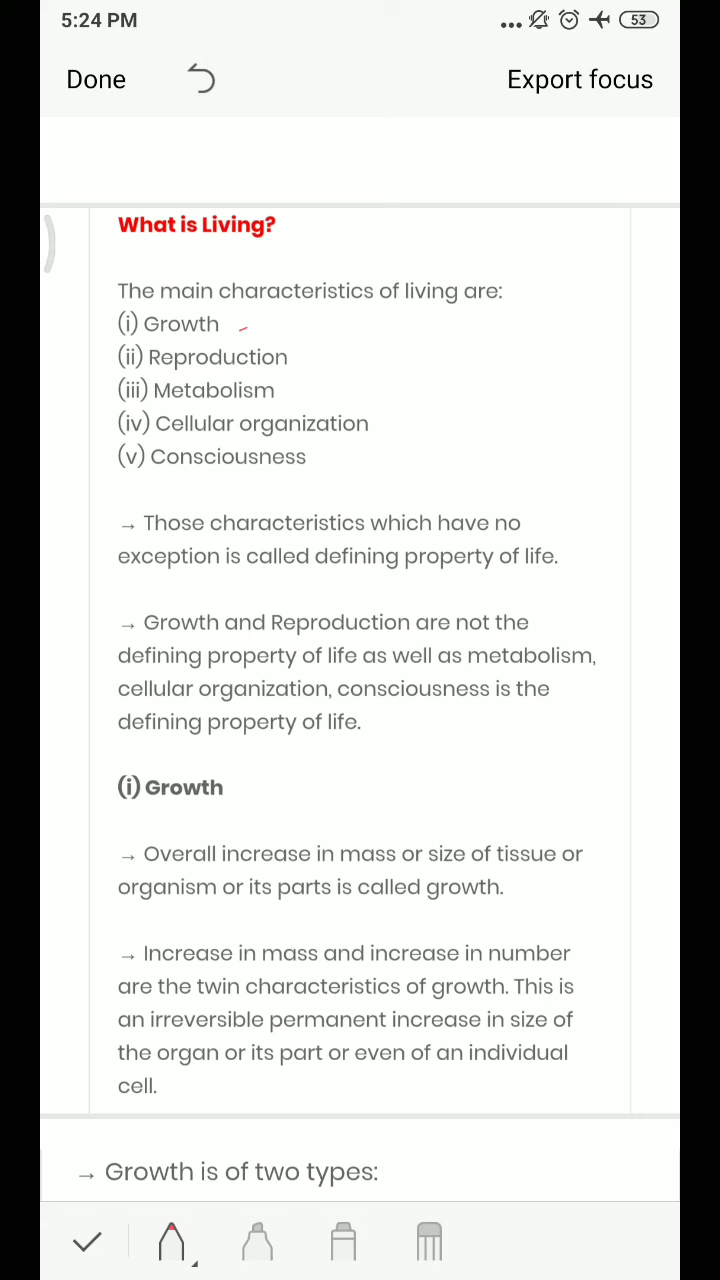 5:24 PM
53
Done
Export focus
What is Living?
The main characteristics of living are:
(i) Growth
(ii) Reproduction
(iii) Metabolism
(iv) Cellular organization
(v) Consciousness
→ Those characteristics which have no
exception is called defining property of life.
→ Growth and Reproduction are not the
defining property of life as well as metabolism,
cellular organization, consciousness is the
defining property of life.
(i) Growth
→ Overall increase in mass or size of tissue or
organism or its parts is called growth.
→ Increase in mass and increase in number
are the twin characteristics of growth. This is
an irreversible permanent increase in size of
the organ or its part or even of an individual
cell.
→ Growth is of two types: